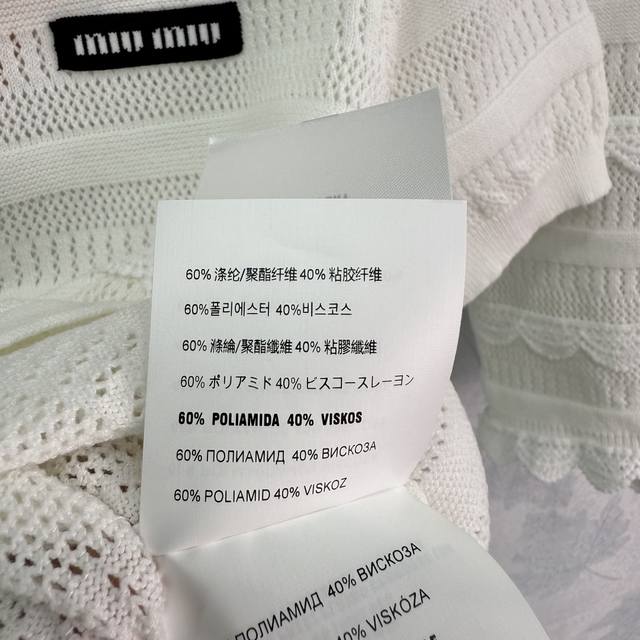 miu miu
60% 涤纶/聚酯纤维 40% 粘胶纤维
60%폴리에스터 40%비스코스
60% 滌綸/聚酯纖維 40% 粘膠纖維
60% ポリアミド 40% ビスコースレーヨン
60% POLIAMIDA 40% VISKOS
60% ПОЛИАМИД 40% ВИСКОЗА
60% POLIAMID 40% VISKOZ
ПОЛИАМИД 40% ВИСКОЗА
40% VISKÓZA